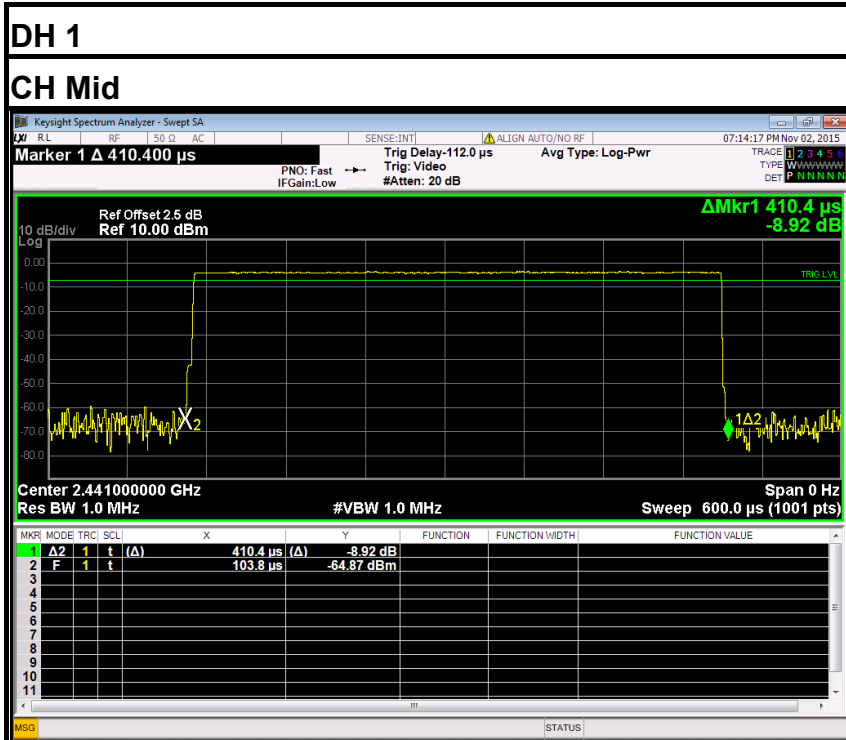 DH 1
CH Mid
Keysight Spectrum Analyzer - Swept SA
LXI RL RF 50 Ω AC SENSE:INT ALIGN AUTO/NO RF 07:14:17 PM Nov 02, 2015
Marker 1 Δ 410.400 µs
PNO: Fast
IFGain:Low
Trig Delay-112.0 µs
Trig: Video
#Atten: 20 dB
Avg Type: Log-Pwr
TRACE 1 2 3 4 5 6
TYPE WWWWWW
DET P N N N N N
ΔMkr1 410.4 µs
-8.92 dB
Ref Offset 2.5 dB
10 dB/div Ref 10.00 dBm
Log
0.00
TRIG LVL
-10.0
-20.0
-30.0
-40.0
-50.0
-60.0
-70.0
-80.0
2
1Δ2
Center 2.441000000 GHz Span 0 Hz
Res BW 1.0 MHz #VBW 1.0 MHz Sweep 600.0 µs (1001 pts)
MKR MODE TRC SCL X Y FUNCTION FUNCTION WIDTH FUNCTION VALUE
1 Δ2 1 t (Δ) 410.4 µs (Δ) -8.92 dB
2 F 1 t 103.8 µs -64.87 dBm
3
4
5
6
7
8
9
10
11
MSG STATUS